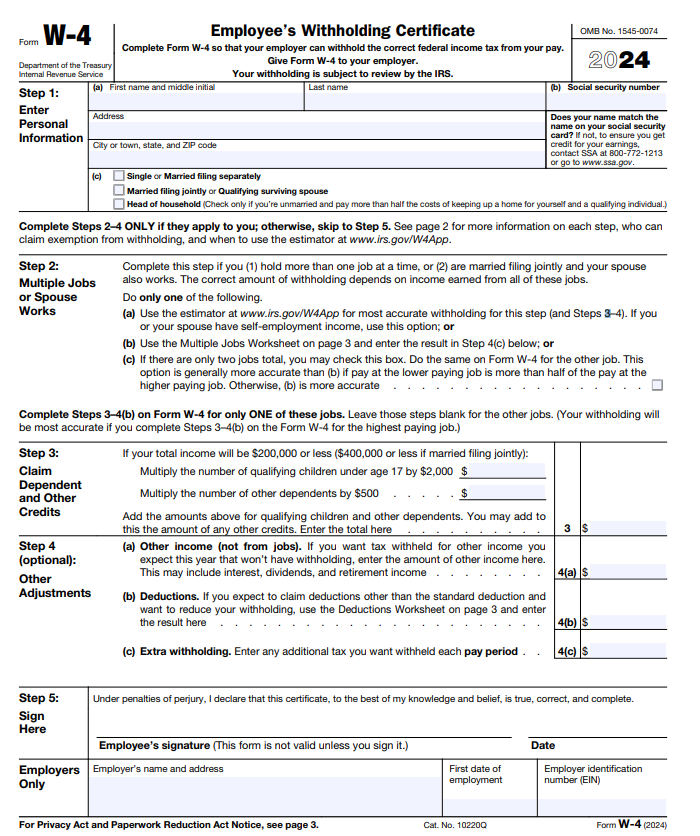 Form W-4
Department of the Treasury
Internal Revenue Service
Employee's Withholding Certificate
Complete Form W-4 so that your employer can withhold the correct federal income tax from your pay.
Give Form W-4 to your employer.
Your withholding is subject to review by the IRS.
OMB No. 1545-0074
2024
Step 1:
Enter
Personal
Information
(a) First name and middle initial
Last name
(b) Social security number
Address
City or town, state, and ZIP code
Does your name match the
name on your social security
card? If not, to ensure you get
credit for your earnings,
contact SSA at 800-772-1213
or go to www.ssa.gov.
(c) Single or Married filing separately
Married filing jointly or Qualifying surviving spouse
Head of household (Check only if you're unmarried and pay more than half the costs of keeping up a home for yourself and a qualifying individual.)
Complete Steps 2–4 ONLY if they apply to you; otherwise, skip to Step 5. See page 2 for more information on each step, who can
claim exemption from withholding, and when to use the estimator at www.irs.gov/W4App.
Step 2:
Multiple Jobs
or Spouse
Works
Complete this step if you (1) hold more than one job at a time, or (2) are married filing jointly and your spouse
also works. The correct amount of withholding depends on income earned from all of these jobs.
Do only one of the following.
(a) Use the estimator at www.irs.gov/W4App for most accurate withholding for this step (and Steps 3–4). If you
or your spouse have self-employment income, use this option; or
(b) Use the Multiple Jobs Worksheet on page 3 and enter the result in Step 4(c) below; or
(c) If there are only two jobs total, you may check this box. Do the same on Form W-4 for the other job. This
option is generally more accurate than (b) if pay at the lower paying job is more than half of the pay at the
higher paying job. Otherwise, (b) is more accurate . . . . . . . . . . . . . . . . . .
Complete Steps 3–4(b) on Form W-4 for only ONE of these jobs. Leave those steps blank for the other jobs. (Your withholding will
be most accurate if you complete Steps 3–4(b) on the Form W-4 for the highest paying job.)
Step 3:
Claim
Dependent
and Other
Credits
If your total income will be $200,000 or less ($400,000 or less if married filing jointly):
Multiply the number of qualifying children under age 17 by $2,000 $
Multiply the number of other dependents by $500 . . . . . $
Add the amounts above for qualifying children and other dependents. You may add to
this the amount of any other credits. Enter the total here . . . . . . . . . . 3 $
Step 4
(optional):
Other
Adjustments
(a) Other income (not from jobs). If you want tax withheld for other income you
expect this year that won't have withholding, enter the amount of other income here.
This may include interest, dividends, and retirement income . . . . . . . . 4(a) $
(b) Deductions. If you expect to claim deductions other than the standard deduction and
want to reduce your withholding, use the Deductions Worksheet on page 3 and enter
the result here . . . . . . . . . . . . . . . . . . . . . . . 4(b) $
(c) Extra withholding. Enter any additional tax you want withheld each pay period . . 4(c) $
Step 5:
Sign
Here
Under penalties of perjury, I declare that this certificate, to the best of my knowledge and belief, is true, correct, and complete.
Employee's signature (This form is not valid unless you sign it.)
Date
Employers
Only
Employer's name and address
First date of
employment
Employer identification
number (EIN)
For Privacy Act and Paperwork Reduction Act Notice, see page 3.
Cat. No. 10220Q
Form W-4 (2024)